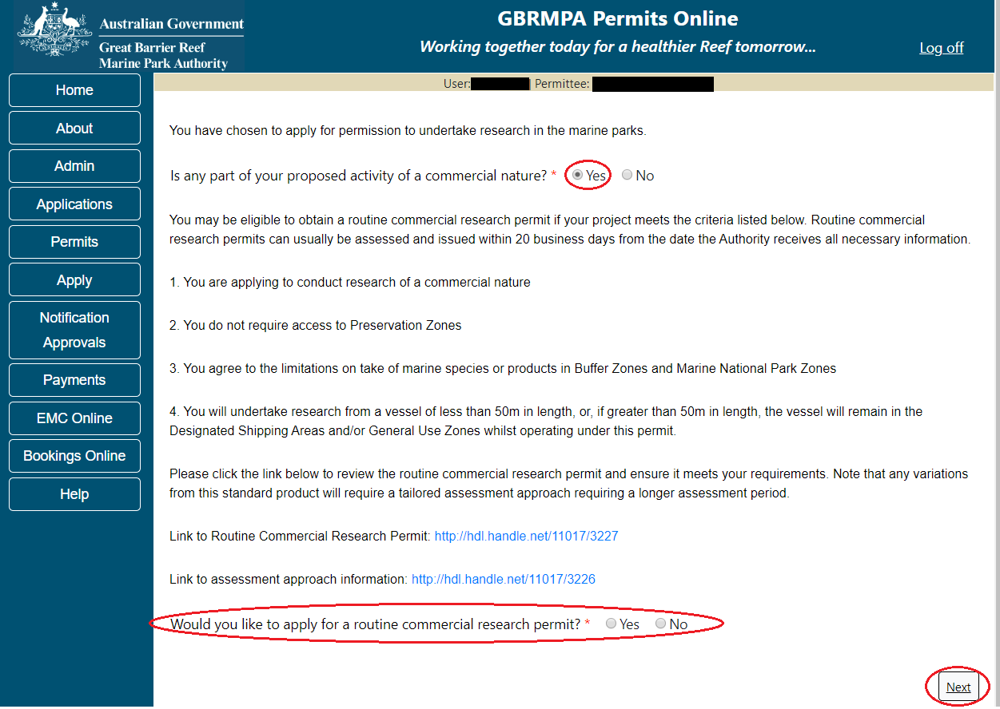 Australian Government
Great Barrier Reef
Marine Park Authority
GBRMPA Permits Online
Working together today for a healthier Reef tomorrow...
Log off
Home
About
Admin
Applications
Permits
Apply
Notification
Approvals
Payments
EMC Online
Bookings Online
Help
User: | Permittee:
You have chosen to apply for permission to undertake research in the marine parks.
Is any part of your proposed activity of a commercial nature? * Yes No
You may be eligible to obtain a routine commercial research permit if your project meets the criteria listed below. Routine commercial
research permits can usually be assessed and issued within 20 business days from the date the Authority receives all necessary information.
1. You are applying to conduct research of a commercial nature
2. You do not require access to Preservation Zones
3. You agree to the limitations on take of marine species or products in Buffer Zones and Marine National Park Zones
4. You will undertake research from a vessel of less than 50m in length, or, if greater than 50m in length, the vessel will remain in the
Designated Shipping Areas and/or General Use Zones whilst operating under this permit.
Please click the link below to review the routine commercial research permit and ensure it meets your requirements. Note that any variations
from this standard product will require a tailored assessment approach requiring a longer assessment period.
Link to Routine Commercial Research Permit: http://hdl.handle.net/11017/3227
Link to assessment approach information: http://hdl.handle.net/11017/3226
Would you like to apply for a routine commercial research permit? * Yes No
Next